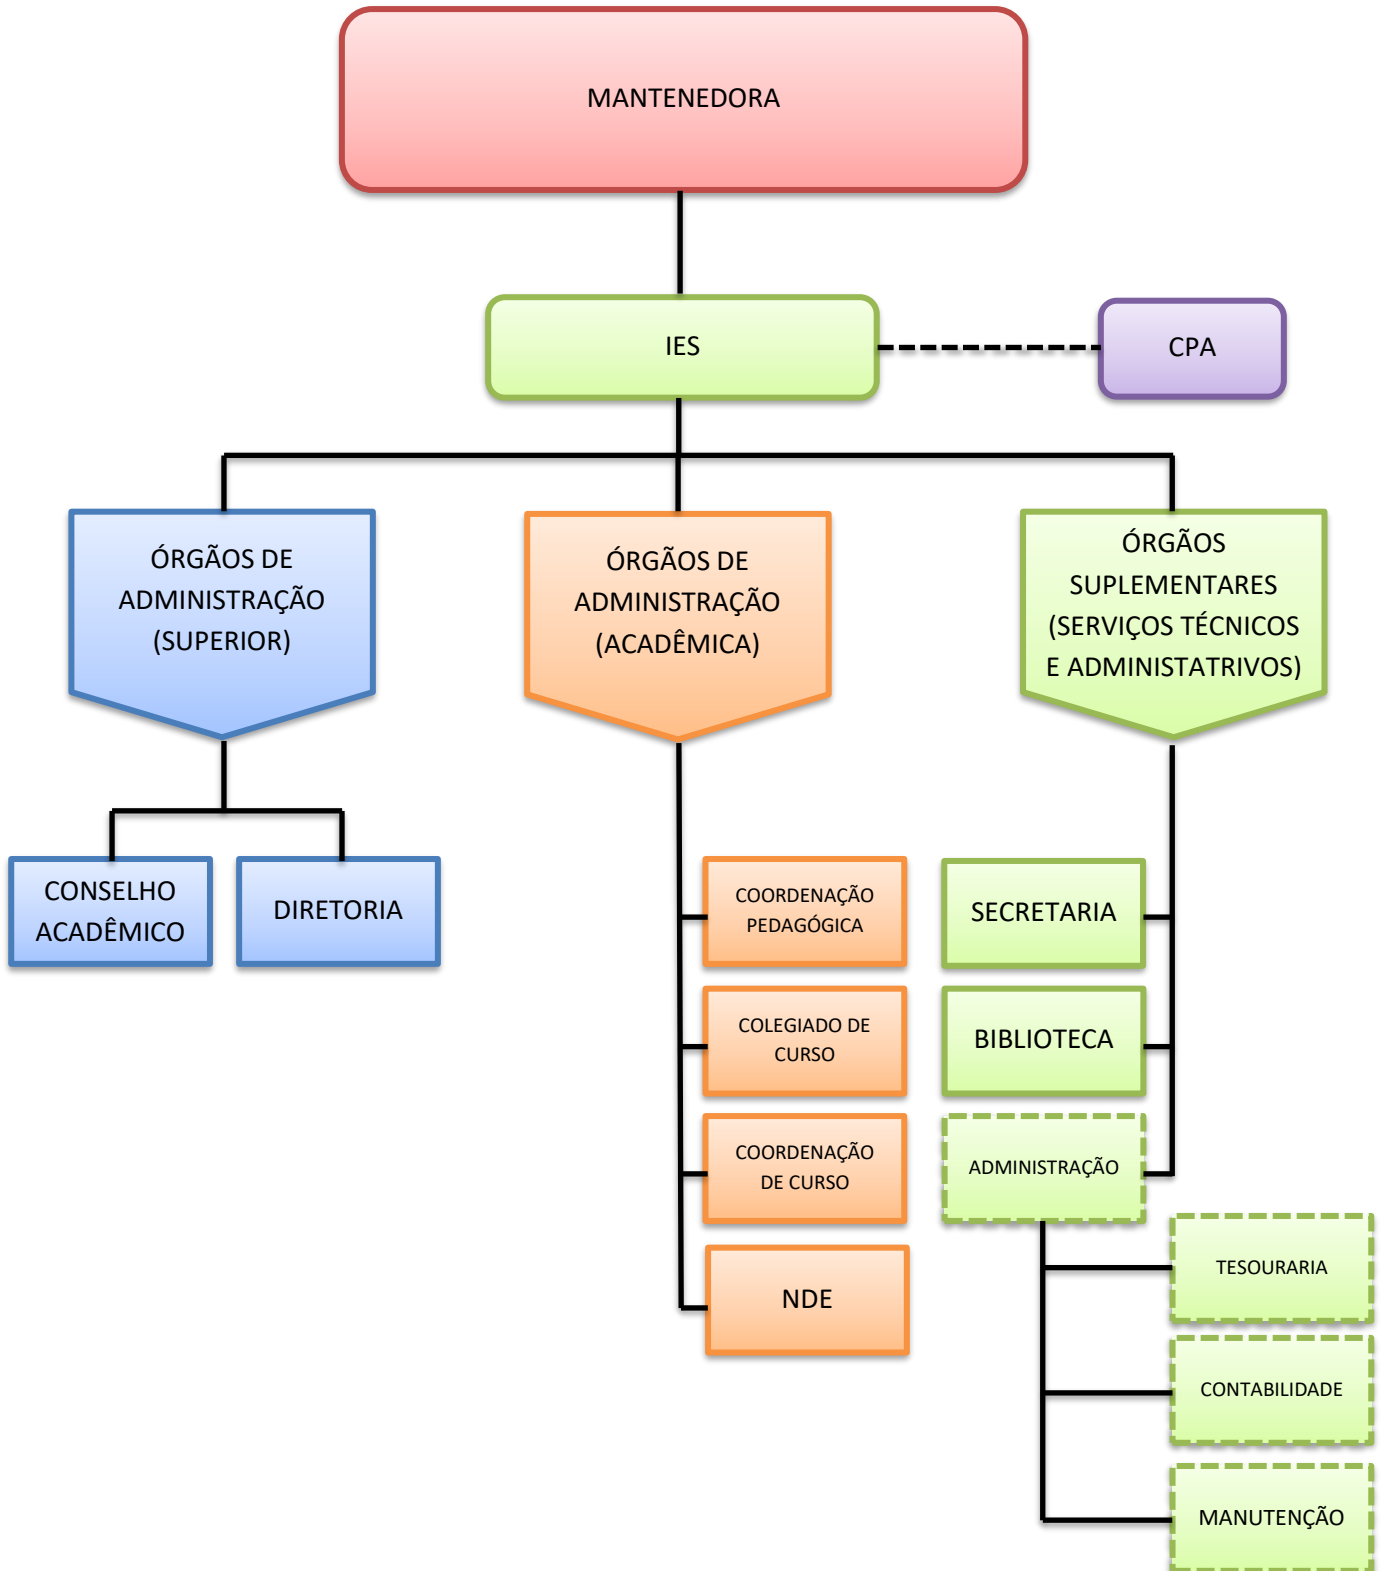 MANTENEDORA
IES
CPA
ÓRGÃOS DE
ADMINISTRAÇÃO
(SUPERIOR)
ÓRGÃOS DE
ADMINISTRAÇÃO
(ACADÊMICA)
ÓRGÃOS
SUPLEMENTARES
(SERVIÇOS TÉCNICOS
E ADMINISTATRIVOS)
CONSELHO
ACADÊMICO
DIRETORIA
COORDENAÇÃO
PEDAGÓGICA
COLEGIADO DE
CURSO
COORDENAÇÃO
DE CURSO
NDE
SECRETARIA
BIBLIOTECA
ADMINISTRAÇÃO
TESOURARIA
CONTABILIDADE
MANUTENÇÃO